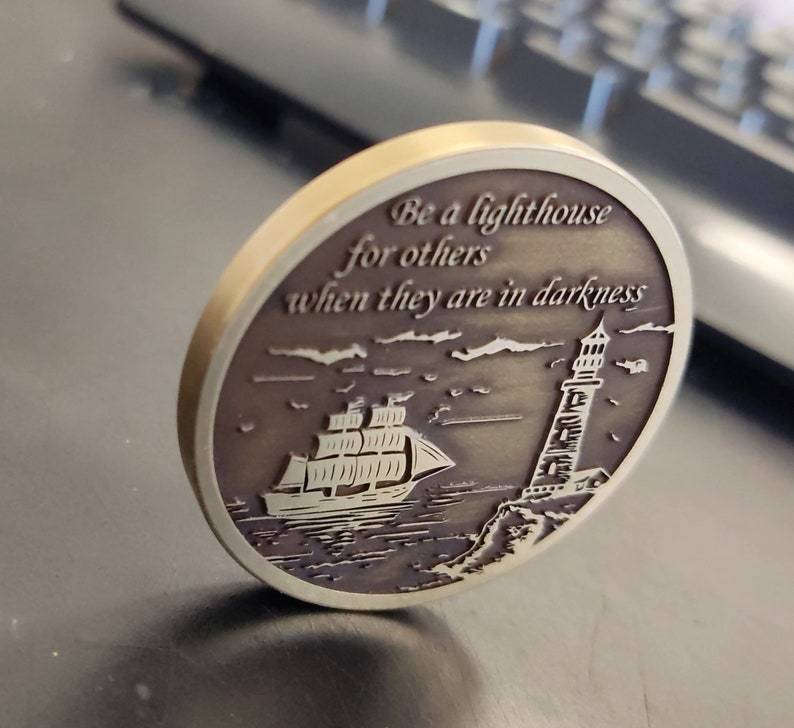 Be a lighthouse
for others
when they are in darkness